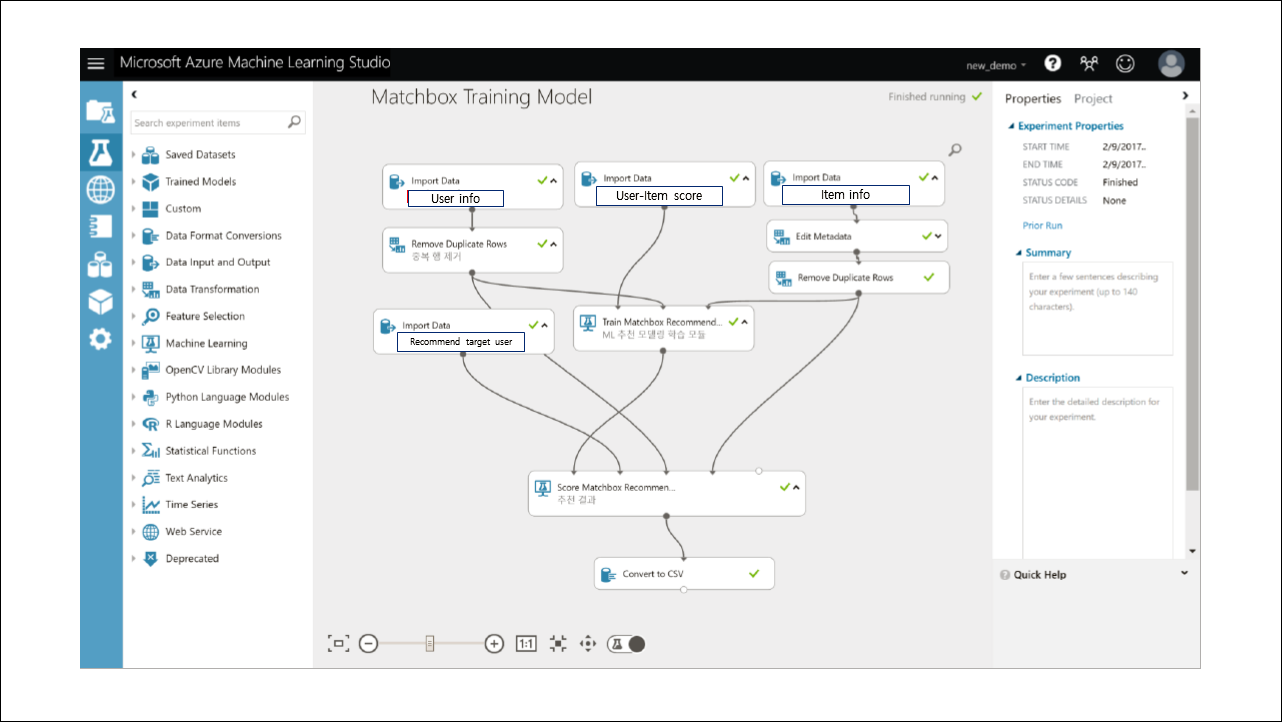 Microsoft Azure Machine Learning Studio
new_demo
?
Search experiment items
Saved Datasets
Trained Models
Custom
Data Format Conversions
Data Input and Output
Data Transformation
Feature Selection
Machine Learning
OpenCV Library Modules
Python Language Modules
R Language Modules
Statistical Functions
Text Analytics
Time Series
Web Service
Deprecated
Matchbox Training Model
Finished running
Import Data
User info
Import Data
User-Item score
Import Data
Item info
Remove Duplicate Rows
중복 행 제거
Edit Metadata
Remove Duplicate Rows
Import Data
Recommend target user
Train Matchbox Recommend...
ML 추천 모델링 학습 모듈
Score Matchbox Recommen...
추천 결과
Convert to CSV
1:1
Properties
Project
Experiment Properties
START TIME 2/9/2017..
END TIME 2/9/2017..
STATUS CODE Finished
STATUS DETAILS None
Prior Run
Summary
Enter a few sentences describing
your experiment (up to 140
characters).
Description
Enter the detailed description for
your experiment.
Quick Help